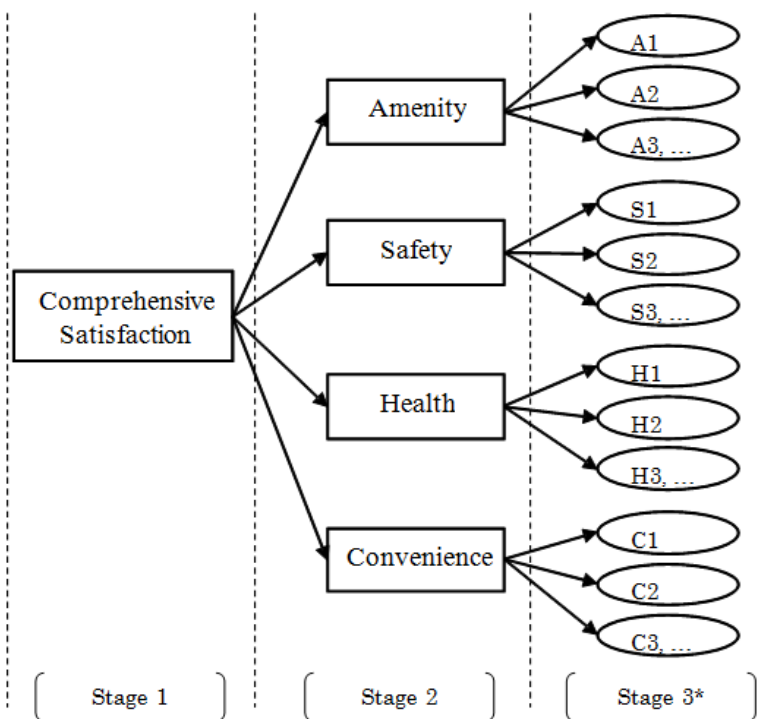 A1
Amenity
A2
A3, ...
Safety
S1
S2
S3, ...
Comprehensive
Satisfaction
Health
H1
H2
H3, ...
Convenience
C1
C2
C3, ...
Stage 1
Stage 2
Stage 3*